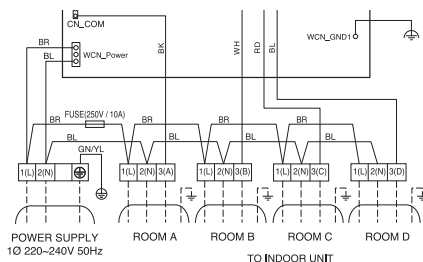 CN_COM
BR
WCN_Power
BL
BK
WH
RD
BL
WCN_GND1
BR
FUSE(250V / 10A)
BR
BR
BR
BL
BL
BL
BL
GN/YL
1(L) 2(N)
1(L) 2(N) 3(A)
1(L) 2(N) 3(B)
1(L) 2(N) 3(C)
1(L) 2(N) 3(D)
POWER SUPPLY
1Ø 220~240V 50Hz
ROOM A
ROOM B
ROOM C
ROOM D
TO INDOOR UNIT